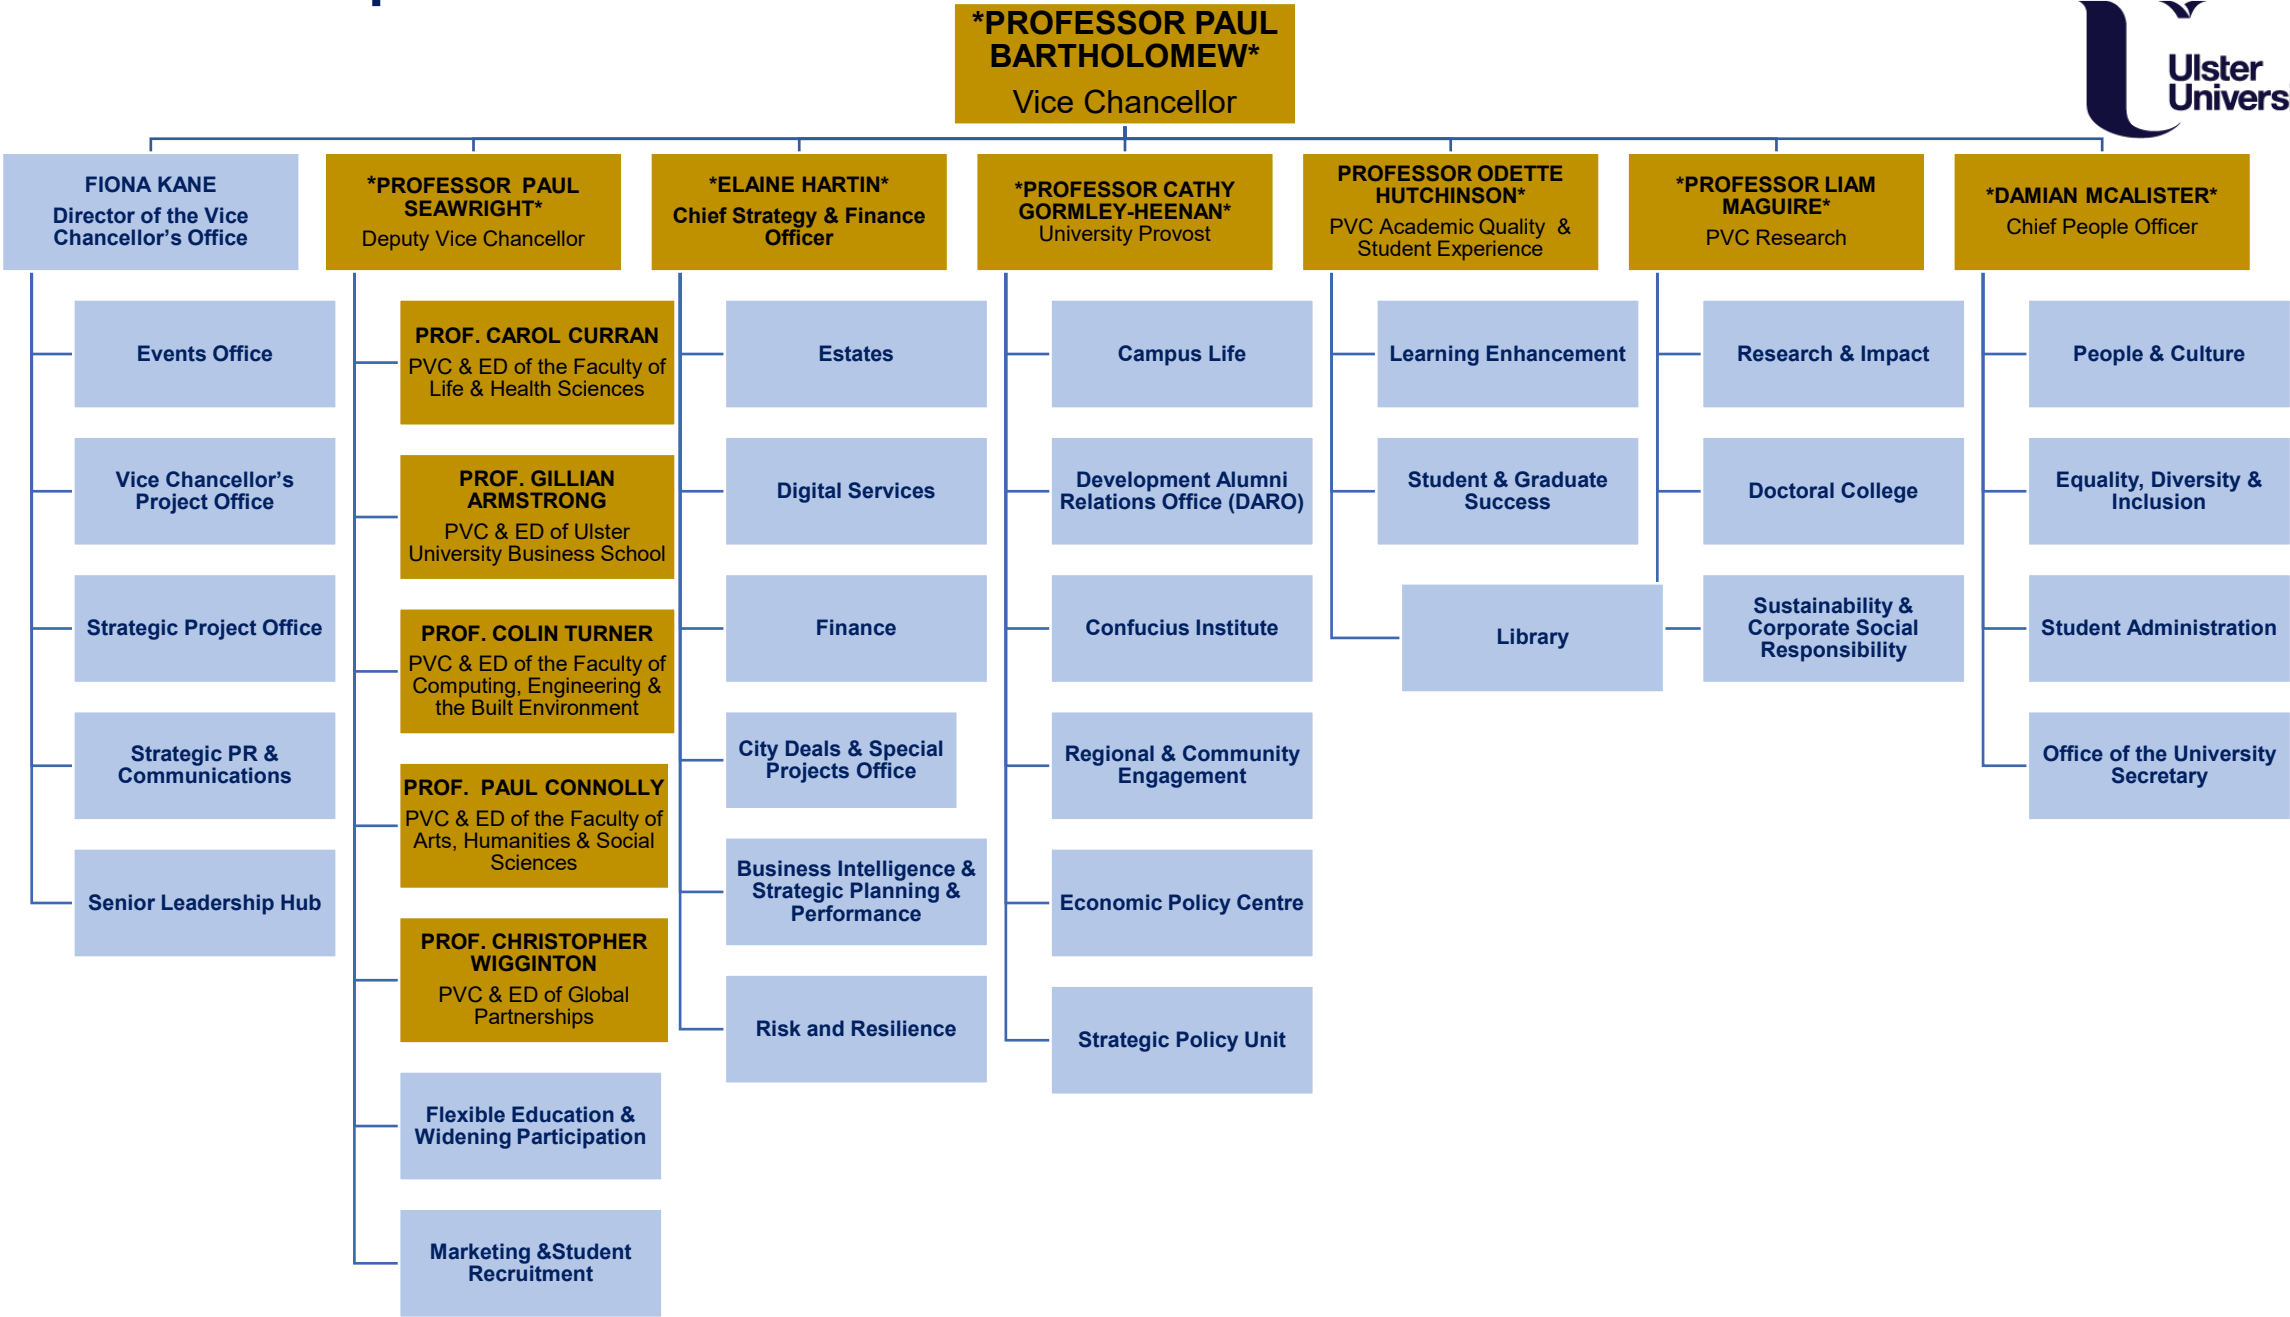 *PROFESSOR PAUL
BARTHOLOMEW*
Vice Chancellor
Ulster
Univers
FIONA KANE
Director of the Vice
Chancellor's Office
Events Office
Vice Chancellor's
Project Office
Strategic Project Office
Strategic PR &
Communications
Senior Leadership Hub
*PROFESSOR PAUL
SEAWRIGHT*
Deputy Vice Chancellor
PROF. CAROL CURRAN
PVC & ED of the Faculty of
Life & Health Sciences
PROF. GILLIAN
ARMSTRONG
PVC & ED of Ulster
University Business School
PROF. COLIN TURNER
PVC & ED of the Faculty of
Computing, Engineering &
the Built Environment
PROF. PAUL CONNOLLY
PVC & ED of the Faculty of
Arts, Humanities & Social
Sciences
PROF. CHRISTOPHER
WIGGINTON
PVC & ED of Global
Partnerships
Flexible Education &
Widening Participation
Marketing &Student
Recruitment
*ELAINE HARTIN*
Chief Strategy & Finance
Officer
Estates
Digital Services
Finance
City Deals & Special
Projects Office
Business Intelligence &
Strategic Planning &
Performance
Risk and Resilience
*PROFESSOR CATHY
GORMLEY-HEENAN*
University Provost
Campus Life
Development Alumni
Relations Office (DARO)
Confucius Institute
Regional & Community
Engagement
Economic Policy Centre
Strategic Policy Unit
PROFESSOR ODETTE
HUTCHINSON*
PVC Academic Quality &
Student Experience
Learning Enhancement
Student & Graduate
Success
Library
*PROFESSOR LIAM
MAGUIRE*
PVC Research
Research & Impact
Doctoral College
Sustainability &
Corporate Social
Responsibility
*DAMIAN MCALISTER*
Chief People Officer
People & Culture
Equality, Diversity &
Inclusion
Student Administration
Office of the University
Secretary